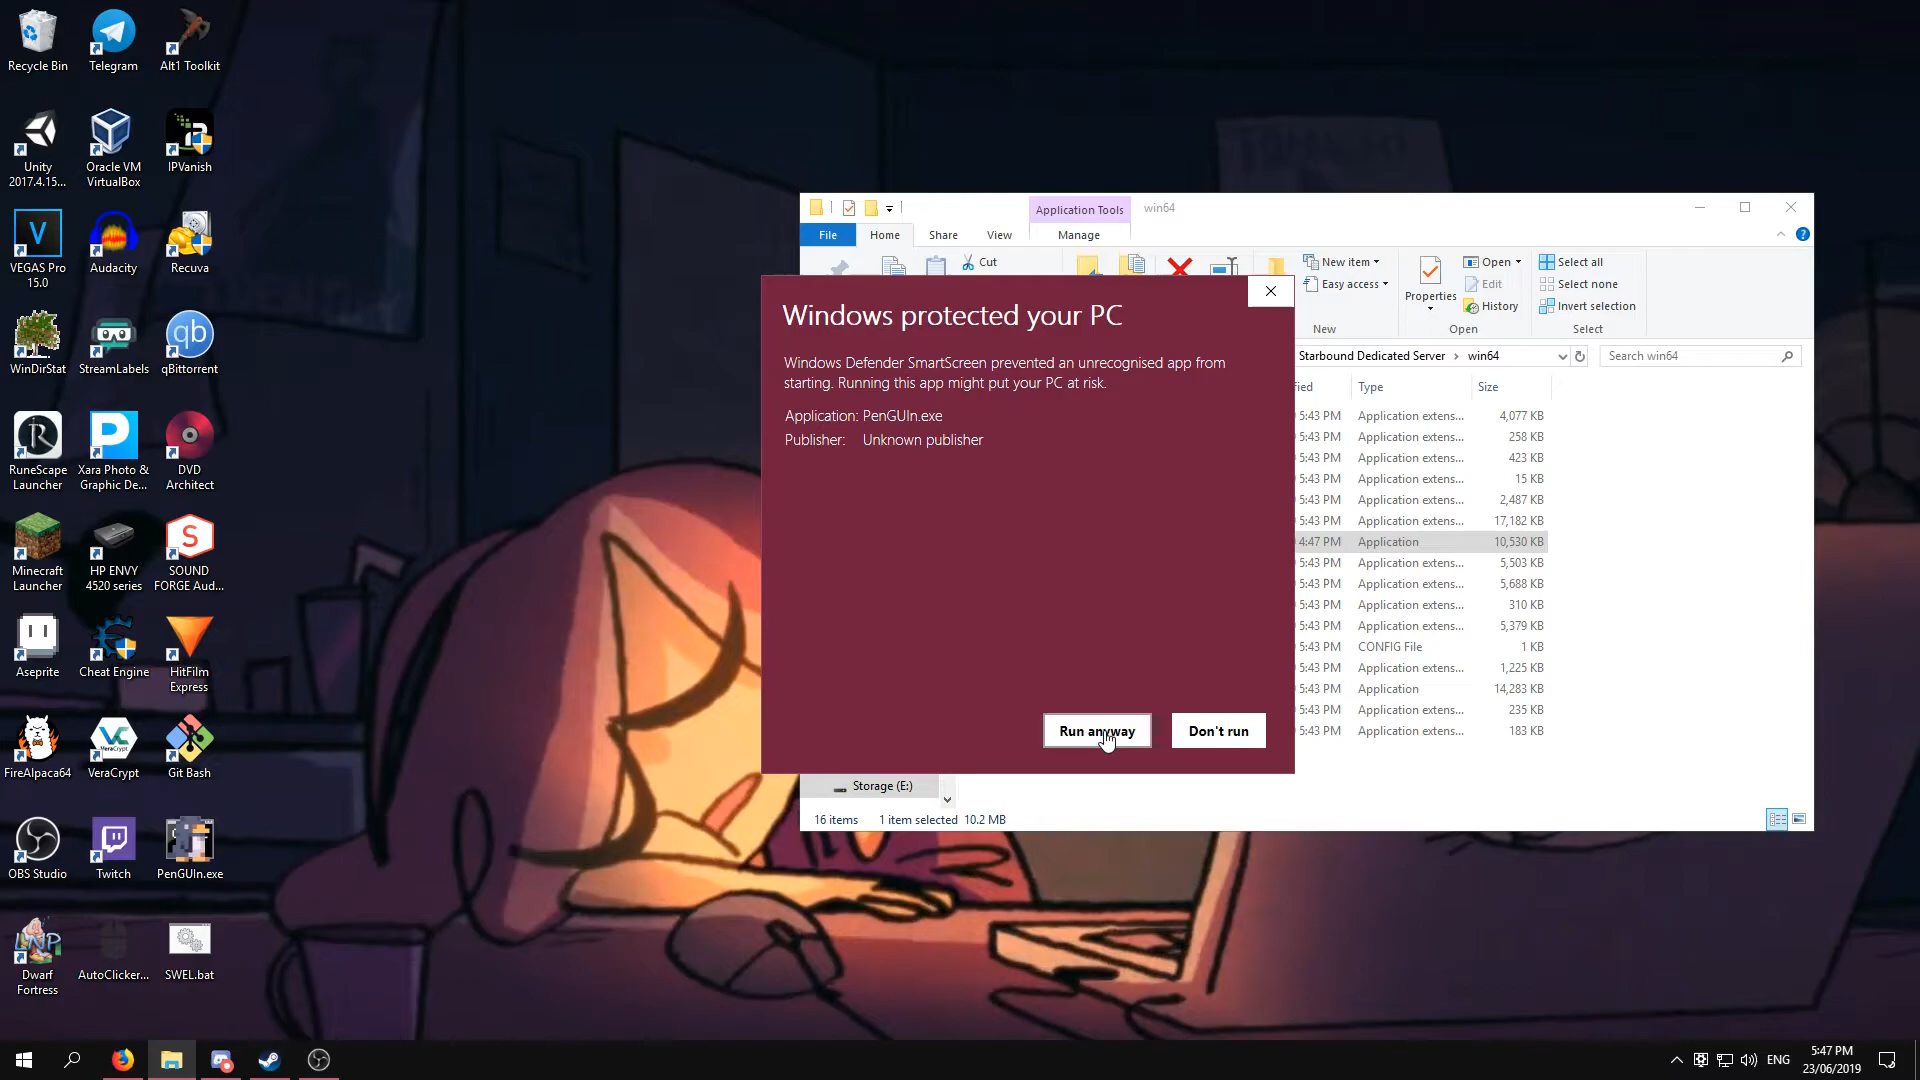 Recycle Bin
Telegram
Alt1 Toolkit
Unity
2017.4.15...
Oracle VM
VirtualBox
IPVanish
VEGAS Pro
15.0
Audacity
Recuva
WinDirStat
StreamLabels
qBittorrent
RuneScape
Launcher
Xara Photo &
Graphic De...
DVD
Architect
Minecraft
Launcher
HP ENVY
4520 series
SOUND
FORGE Aud...
Aseprite
Cheat Engine
HitFilm
Express
FireAlpaca64
VeraCrypt
Git Bash
OBS Studio
Twitch
PenGUIn.exe
Dwarf
Fortress
AutoClicker...
SWEL.bat
Application Tools
win64
File
Home
Share
View
Manage
Cut
New item
Easy access
New
Properties
Open
Edit
History
Open
Select all
Select none
Invert selection
Select
Starbound Dedicated Server > win64
Search win64
Type
Size
5:43 PM Application extens... 4,077 KB
5:43 PM Application extens... 258 KB
5:43 PM Application extens... 423 KB
5:43 PM Application extens... 15 KB
5:43 PM Application extens... 2,487 KB
5:43 PM Application extens... 17,182 KB
4:47 PM Application 10,530 KB
5:43 PM Application extens... 5,503 KB
5:43 PM Application extens... 5,688 KB
5:43 PM Application extens... 310 KB
5:43 PM Application extens... 5,379 KB
5:43 PM CONFIG File 1 KB
5:43 PM Application extens... 1,225 KB
5:43 PM Application 14,283 KB
5:43 PM Application extens... 235 KB
5:43 PM Application extens... 183 KB
Storage (E:)
16 items 1 item selected 10.2 MB
Windows protected your PC
Windows Defender SmartScreen prevented an unrecognised app from
starting. Running this app might put your PC at risk.
Application: PenGUIn.exe
Publisher: Unknown publisher
Run anyway
Don't run
ENG
5:47 PM
23/06/2019